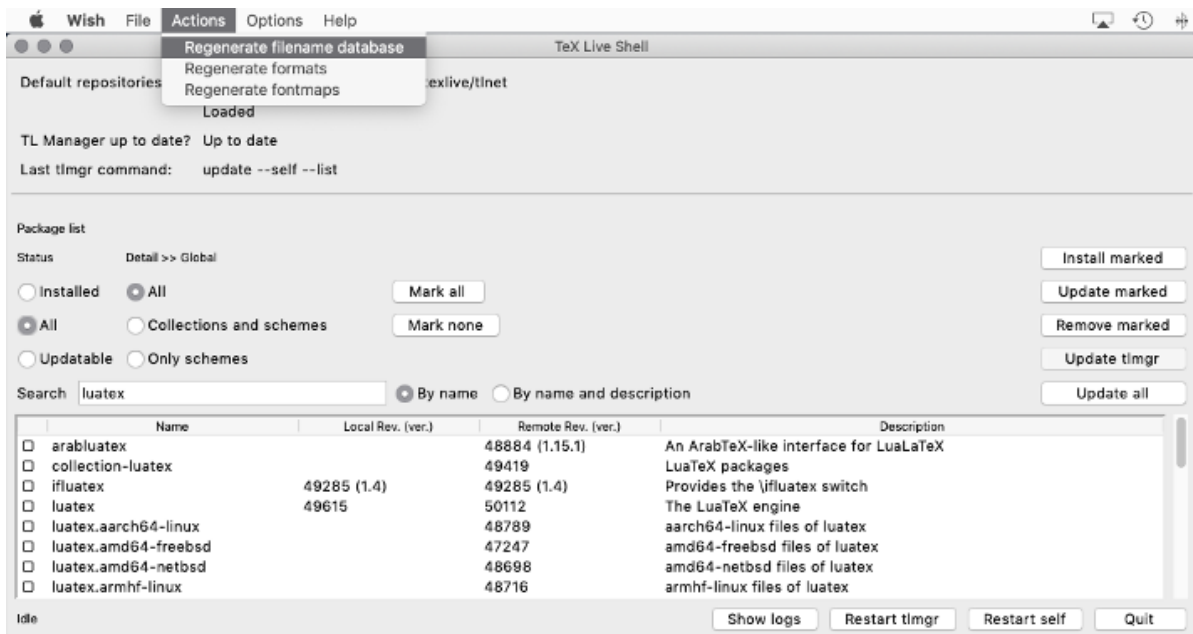 Wish File Actions Options Help
TeX Live Shell
Regenerate filename database
Regenerate formats
Regenerate fontmaps
Default repositories exlive/tlnet
Loaded
TL Manager up to date? Up to date
Last tlmgr command: update --self --list
Package list
Status Detail >> Global
Install marked
Installed All Mark all Update marked
All Collections and schemes Mark none Remove marked
Updatable Only schemes Update tlmgr
Search luatex By name By name and description Update all
Name Local Rev. (ver.) Remote Rev. (ver.) Description
arabluatex 48884 (1.15.1) An ArabTeX-like interface for LuaLaTeX
collection-luatex 49419 LuaTeX packages
ifluatex 49285 (1.4) 49285 (1.4) Provides the \ifluatex switch
luatex 49615 50112 The LuaTeX engine
luatex.aarch64-linux 48789 aarch64-linux files of luatex
luatex.amd64-freebsd 47247 amd64-freebsd files of luatex
luatex.amd64-netbsd 48698 amd64-netbsd files of luatex
luatex.armhf-linux 48716 armhf-linux files of luatex
Idle Show logs Restart tlmgr Restart self Quit